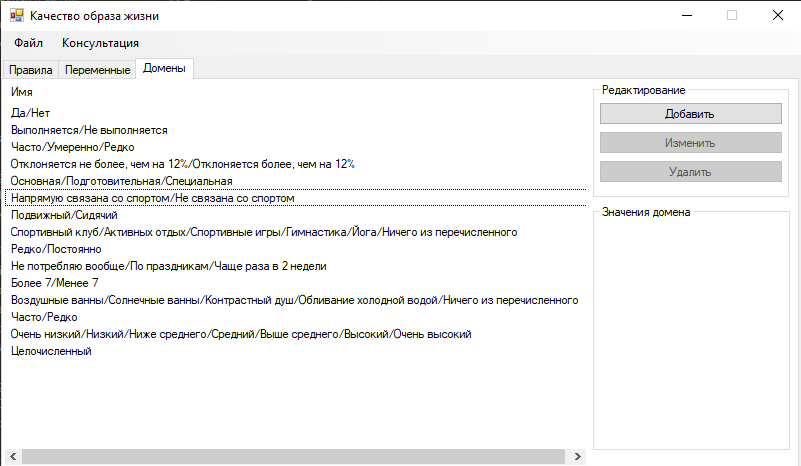 Качество образа жизни
Файл Консультация
Правила Переменные Домены
Имя
Да/Нет
Выполняется/Не выполняется
Часто/Умеренно/Редко
Отклоняется не более, чем на 12%/Отклоняется более, чем на 12%
Основная/Подготовительная/Специальная
Напрямую связана со спортом/Не связана со спортом
Подвижный/Сидячий
Спортивный клуб/Активных отдых/Спортивные игры/Гимнастика/Йога/Ничего из перечисленного
Редко/Постоянно
Не потребляю вообще/По праздникам/Чаще раза в 2 недели
Более 7/Менее 7
Воздушные ванны/Солнечные ванны/Контрастный душ/Обливание холодной водой/Ничего из перечисленного
Часто/Редко
Очень низкий/Низкий/Ниже среднего/Средний/Выше среднего/Высокий/Очень высокий
Целочисленный
Редактирование
Добавить
Изменить
Удалить
Значения домена